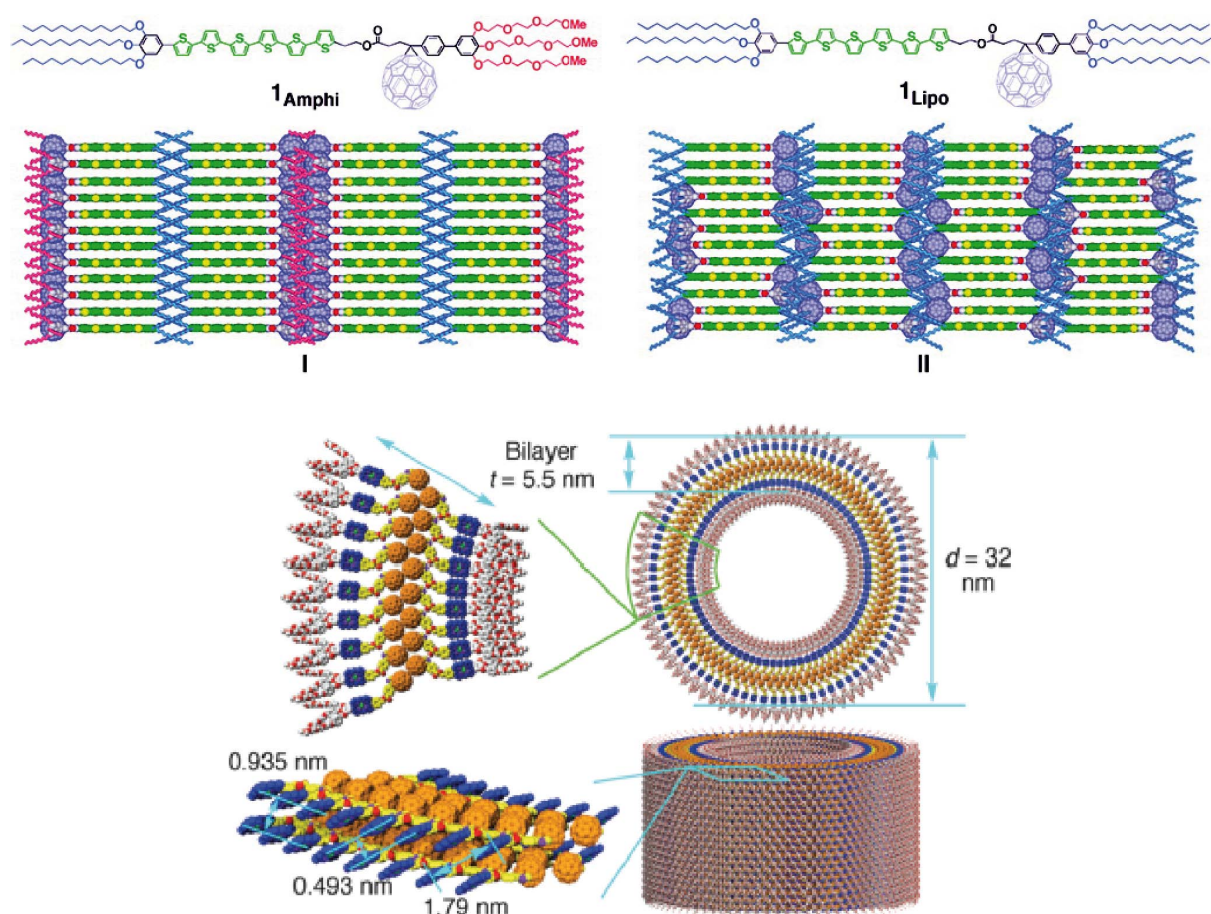 1Amphi
1Lipo
I
II
Bilayer
t = 5.5 nm
d = 32
nm
0.935 nm
0.493 nm
1.79 nm
O
O
O
S
S
S
S
S
S
O
O
O
O
O
OMe
O
O
O
OMe
O
O
O
OMe
O
O
O
S
S
S
S
S
S
O
O
O
O
O